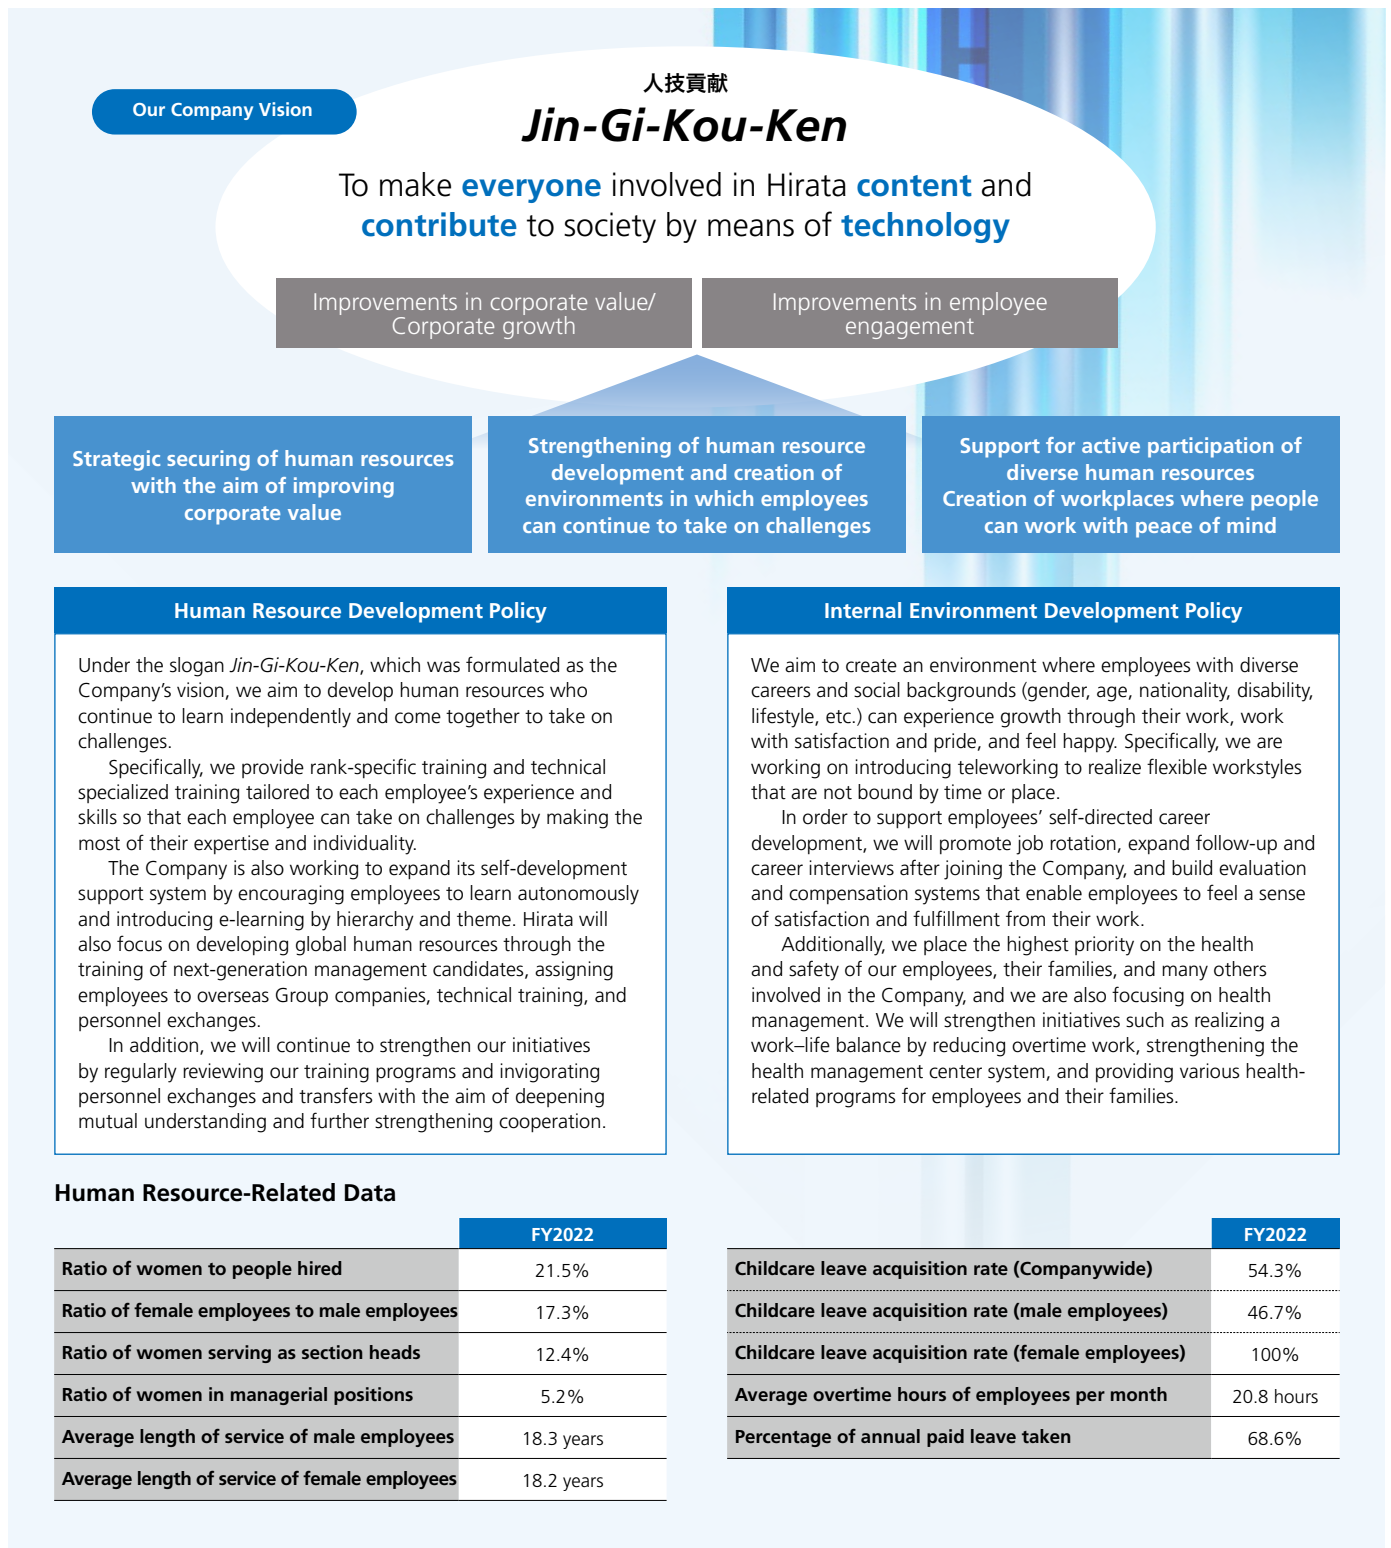 Our Company Vision
人技貢献
Jin-Gi-Kou-Ken
To make everyone involved in Hirata content and
contribute to society by means of technology
Improvements in corporate value/
Corporate growth
Improvements in employee
engagement
Strategic securing of human resources
with the aim of improving
corporate value
Strengthening of human resource
development and creation of
environments in which employees
can continue to take on challenges
Support for active participation of
diverse human resources
Creation of workplaces where people
can work with peace of mind
Human Resource Development Policy
Under the slogan Jin-Gi-Kou-Ken, which was formulated as the
Company's vision, we aim to develop human resources who
continue to learn independently and come together to take on
challenges.
Specifically, we provide rank-specific training and technical
specialized training tailored to each employee's experience and
skills so that each employee can take on challenges by making the
most of their expertise and individuality.
The Company is also working to expand its self-development
support system by encouraging employees to learn autonomously
and introducing e-learning by hierarchy and theme. Hirata will
also focus on developing global human resources through the
training of next-generation management candidates, assigning
employees to overseas Group companies, technical training, and
personnel exchanges.
In addition, we will continue to strengthen our initiatives
by regularly reviewing our training programs and invigorating
personnel exchanges and transfers with the aim of deepening
mutual understanding and further strengthening cooperation.
Internal Environment Development Policy
We aim to create an environment where employees with diverse
careers and social backgrounds (gender, age, nationality, disability,
lifestyle, etc.) can experience growth through their work, work
with satisfaction and pride, and feel happy. Specifically, we are
working on introducing teleworking to realize flexible workstyles
that are not bound by time or place.
In order to support employees' self-directed career
development, we will promote job rotation, expand follow-up and
career interviews after joining the Company, and build evaluation
and compensation systems that enable employees to feel a sense
of satisfaction and fulfillment from their work.
Additionally, we place the highest priority on the health
and safety of our employees, their families, and many others
involved in the Company, and we are also focusing on health
management. We will strengthen initiatives such as realizing a
work–life balance by reducing overtime work, strengthening the
health management center system, and providing various health-
related programs for employees and their families.
Human Resource-Related Data
FY2022
Ratio of women to people hired 21.5%
Ratio of female employees to male employees 17.3%
Ratio of women serving as section heads 12.4%
Ratio of women in managerial positions 5.2%
Average length of service of male employees 18.3 years
Average length of service of female employees 18.2 years
FY2022
Childcare leave acquisition rate (Companywide) 54.3%
Childcare leave acquisition rate (male employees) 46.7%
Childcare leave acquisition rate (female employees) 100%
Average overtime hours of employees per month 20.8 hours
Percentage of annual paid leave taken 68.6%